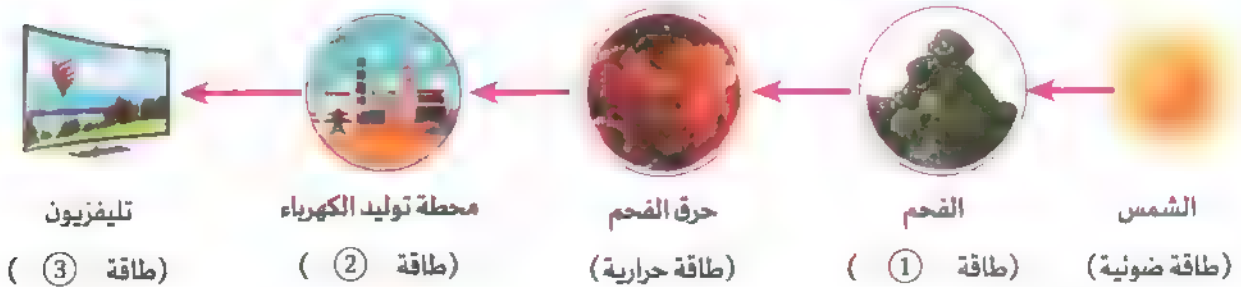 الشمس الفحم حرق الفحم محطة توليد الكهرباء تليفزيون
(طاقة ضوئية) (طاقة ① ) (طاقة حرارية) (طاقة ② ) (طاقة ③ )